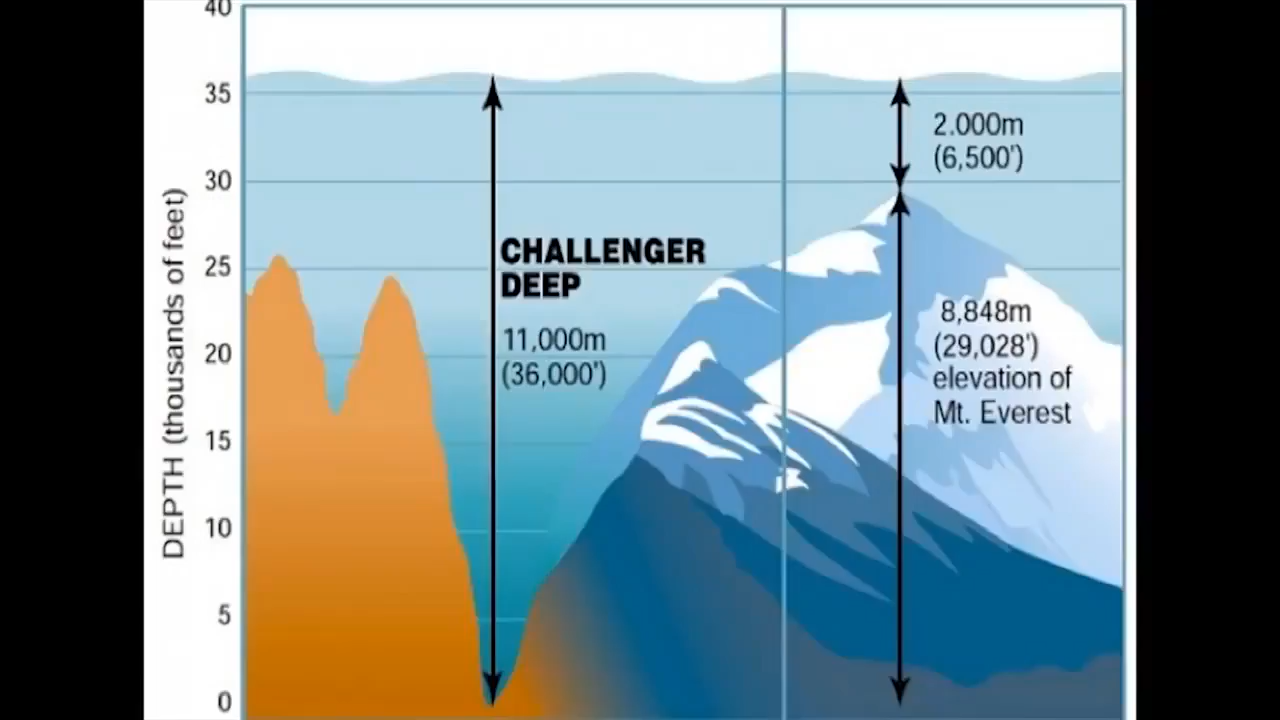 40
35
30
25
20
15
10
5
0
DEPTH (thousands of feet)
CHALLENGER
DEEP
11,000m
(36,000')
2.000m
(6,500')
8,848m
(29,028')
elevation of
Mt. Everest